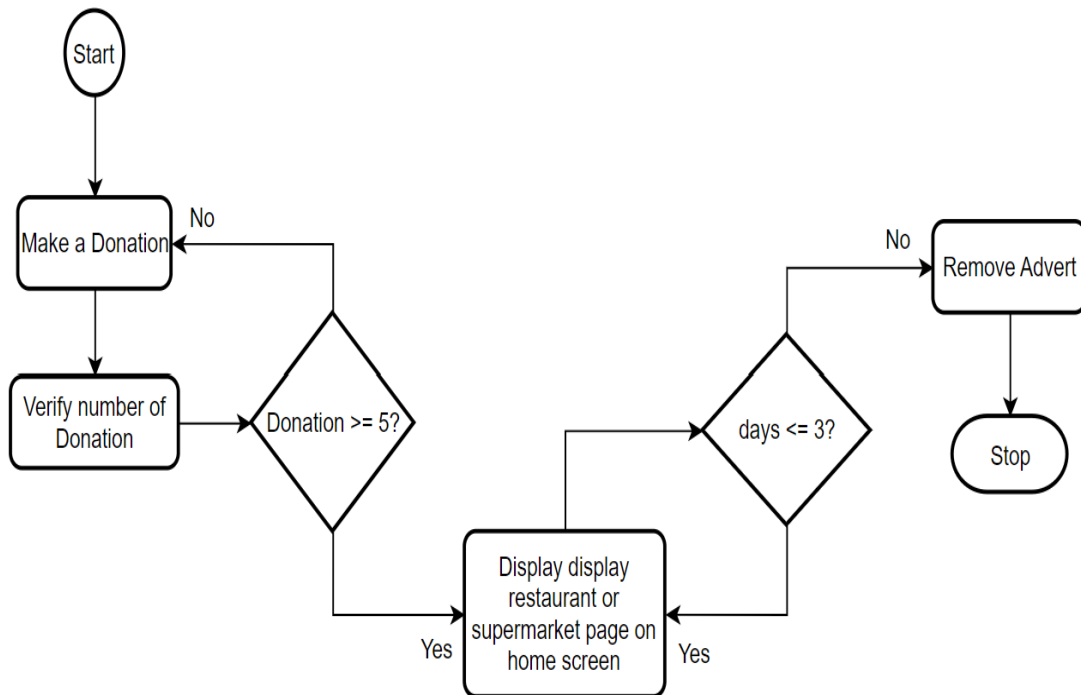 Start
Make a Donation
No
Verify number of
Donation
Donation >= 5?
Yes
Display display
restaurant or
supermarket page on
home screen
Yes
days <= 3?
No
Remove Advert
Stop